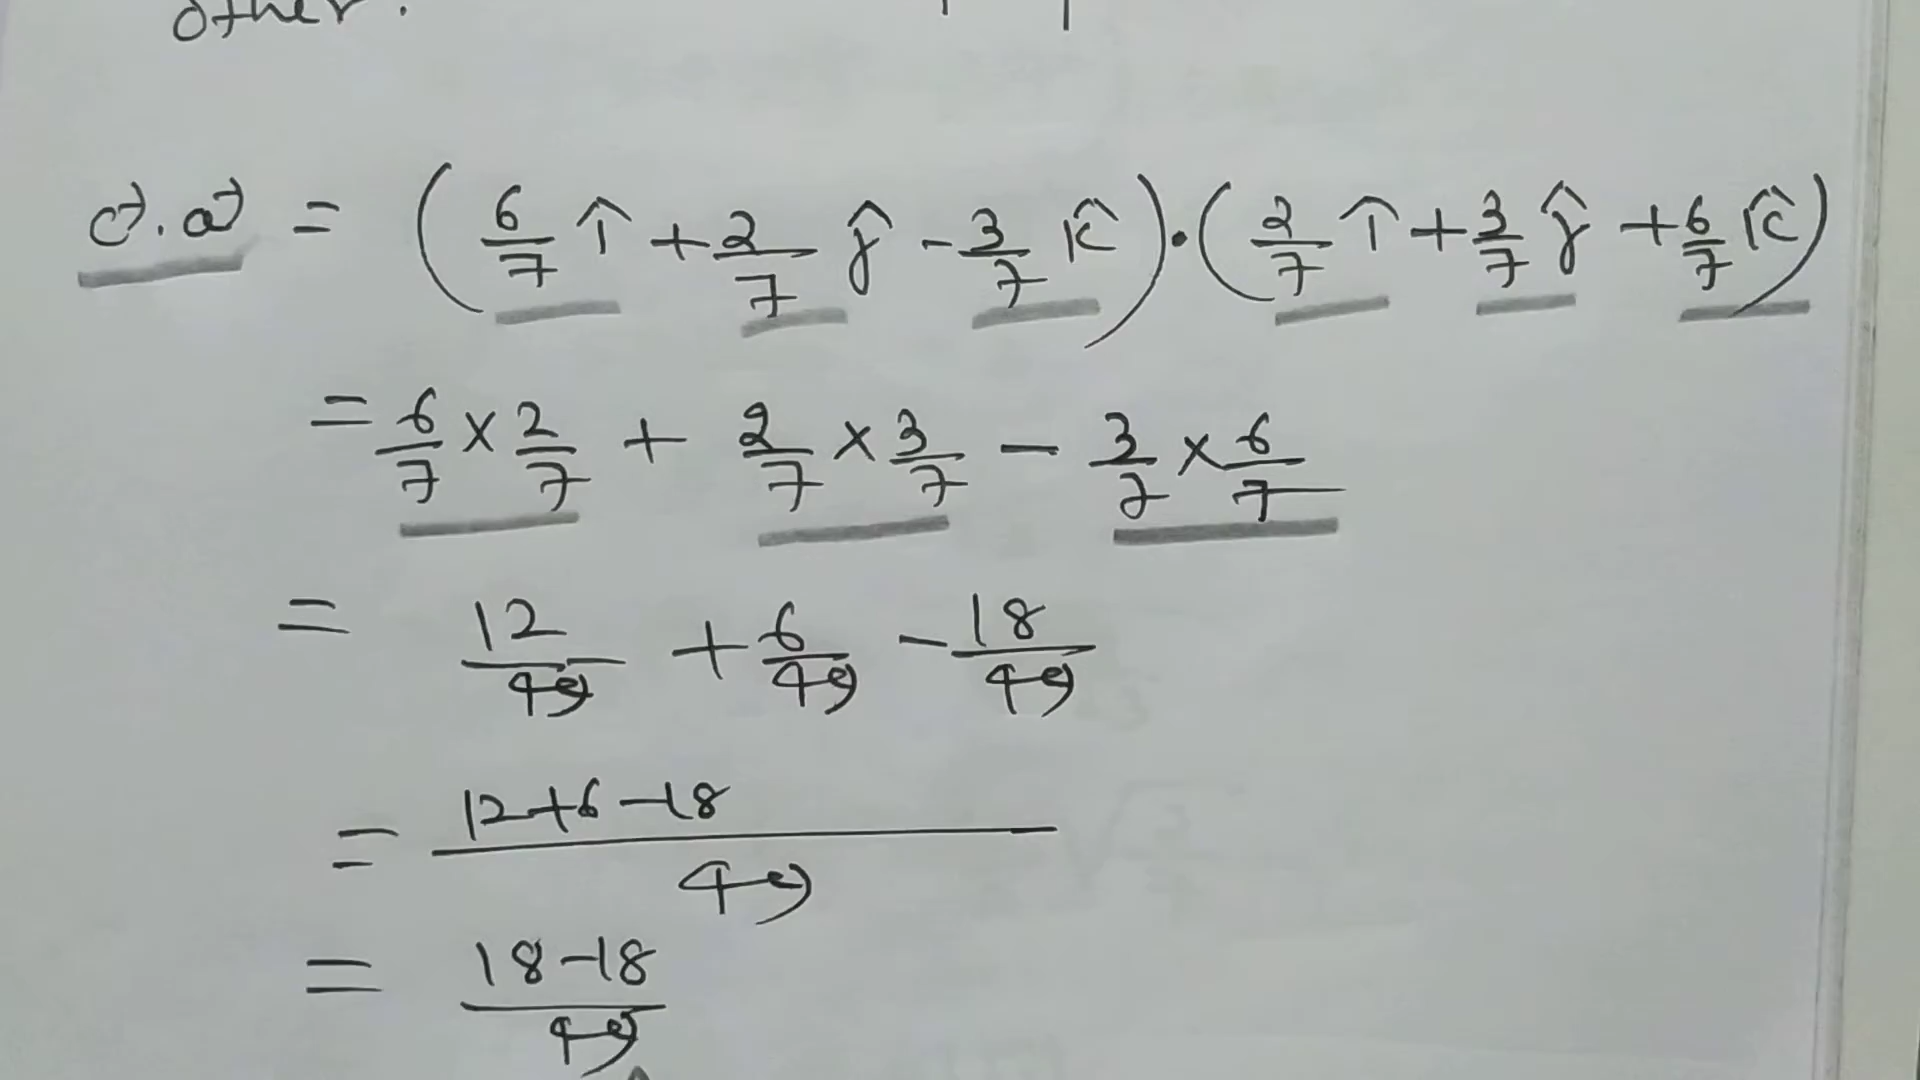 other.
c⃗.a⃗ = (6/7 î + 2/7 ĵ - 3/7 k̂)·(2/7 î + 3/7 ĵ + 6/7 k̂)
= 6/7 × 2/7 + 2/7 × 3/7 - 3/7 × 6/7
= 12/49 + 6/49 - 18/49
= (12+6-18)/49
= (18-18)/49